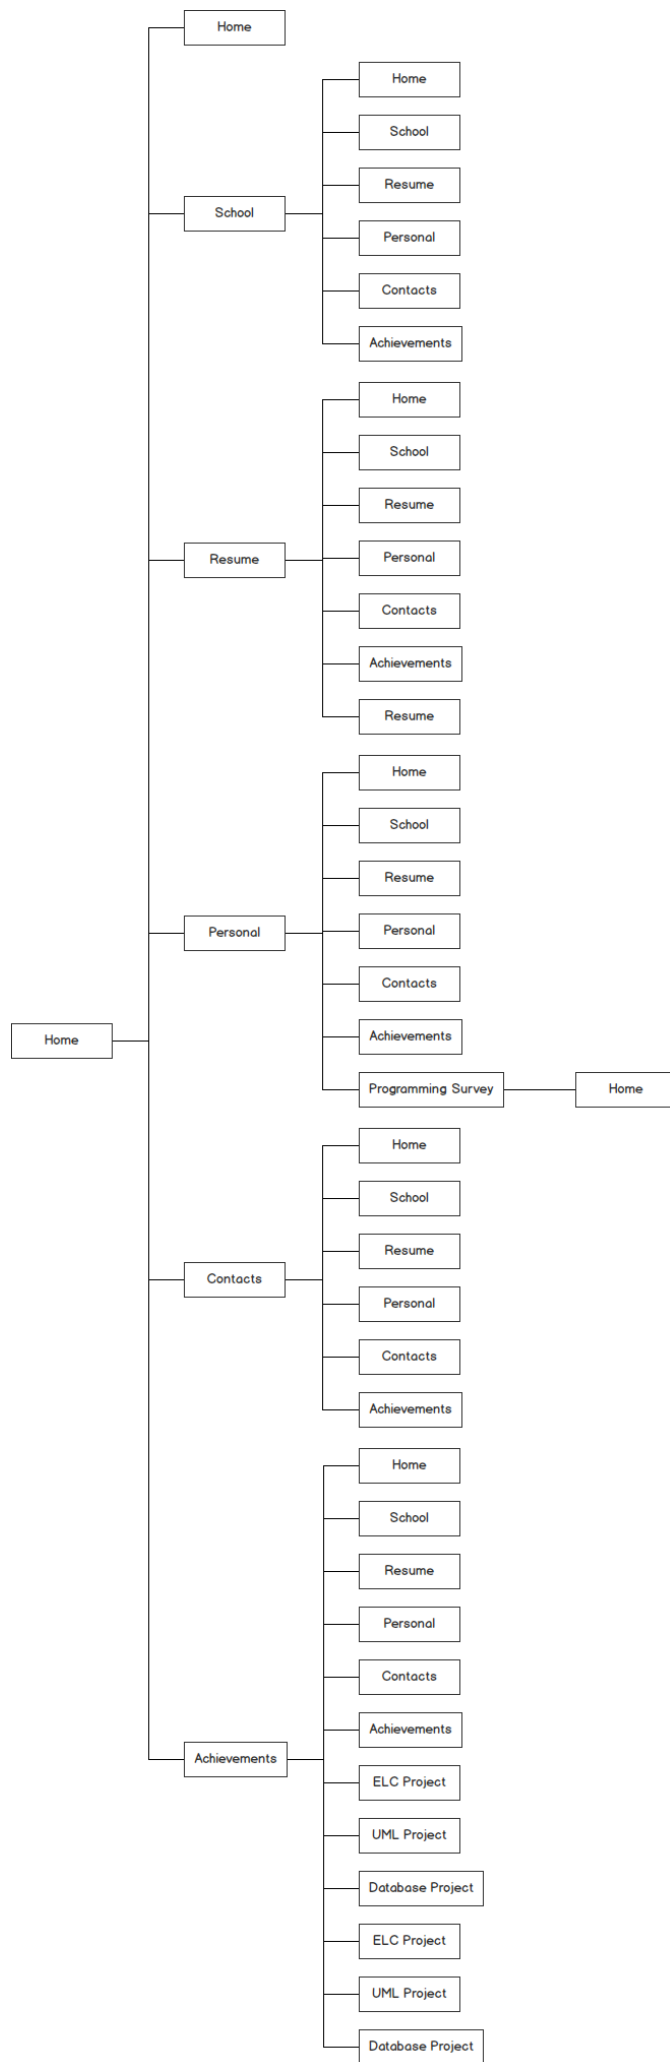 Home
Home
School
School
Resume
Personal
Contacts
Achievements
Home
School
Resume
Resume
Personal
Contacts
Achievements
Resume
Home
School
Resume
Personal
Personal
Contacts
Home
Achievements
Programming Survey
Home
Home
School
Resume
Contacts
Personal
Contacts
Achievements
Home
School
Resume
Personal
Contacts
Achievements
Achievements
ELC Project
UML Project
Database Project
ELC Project
UML Project
Database Project